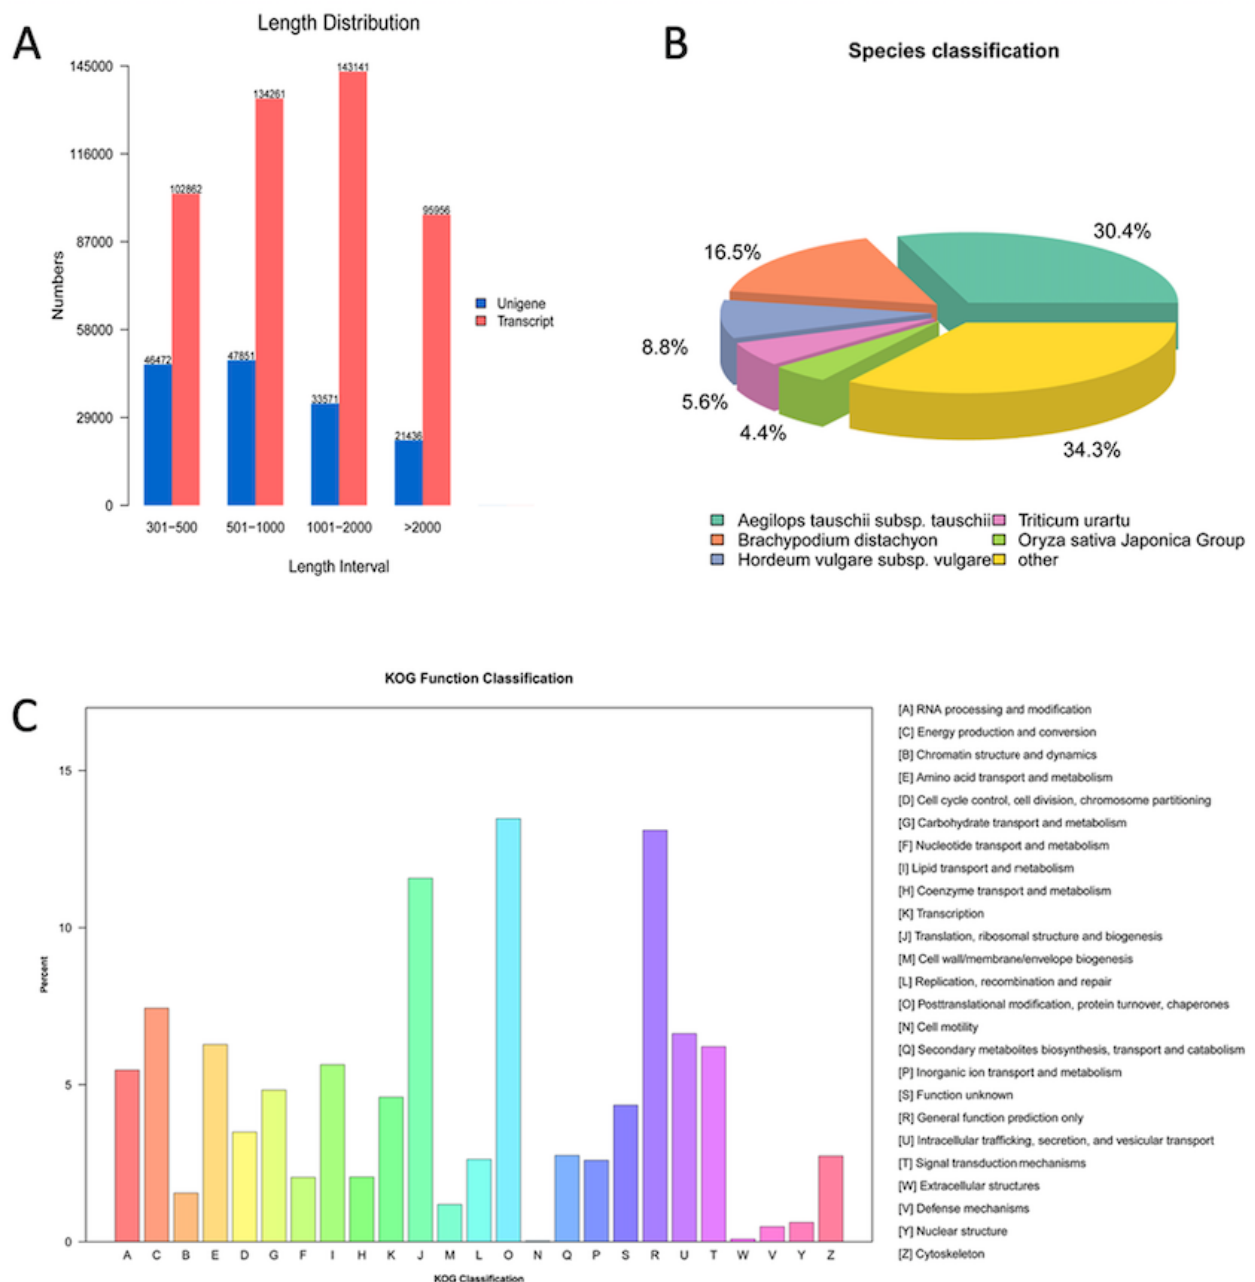 A
Length Distribution
145000
116000
87000
58000
29000
0
Numbers
102862
134261
143141
95956
46472
47851
33571
21436
Unigene
Transcript
301-500 501-1000 1001-2000 >2000
Length Interval
B
Species classification
30.4%
16.5%
8.8%
5.6%
4.4%
34.3%
Aegilops tauschii subsp. tauschii
Triticum urartu
Brachypodium distachyon
Oryza sativa Japonica Group
Hordeum vulgare subsp. vulgare
other
C
KOG Function Classification
15
10
5
0
Percent
A C B E D G F I H K J M L O N Q P S R U T W V Y Z
KOG Classification
[A] RNA processing and modification
[C] Energy production and conversion
[B] Chromatin structure and dynamics
[E] Amino acid transport and metabolism
[D] Cell cycle control, cell division, chromosome partitioning
[G] Carbohydrate transport and metabolism
[F] Nucleotide transport and metabolism
[I] Lipid transport and metabolism
[H] Coenzyme transport and metabolism
[K] Transcription
[J] Translation, ribosomal structure and biogenesis
[M] Cell wall/membrane/envelope biogenesis
[L] Replication, recombination and repair
[O] Posttranslational modification, protein turnover, chaperones
[N] Cell motility
[Q] Secondary metabolites biosynthesis, transport and catabolism
[P] Inorganic ion transport and metabolism
[S] Function unknown
[R] General function prediction only
[U] Intracellular trafficking, secretion, and vesicular transport
[T] Signal transduction mechanisms
[W] Extracellular structures
[V] Defense mechanisms
[Y] Nuclear structure
[Z] Cytoskeleton